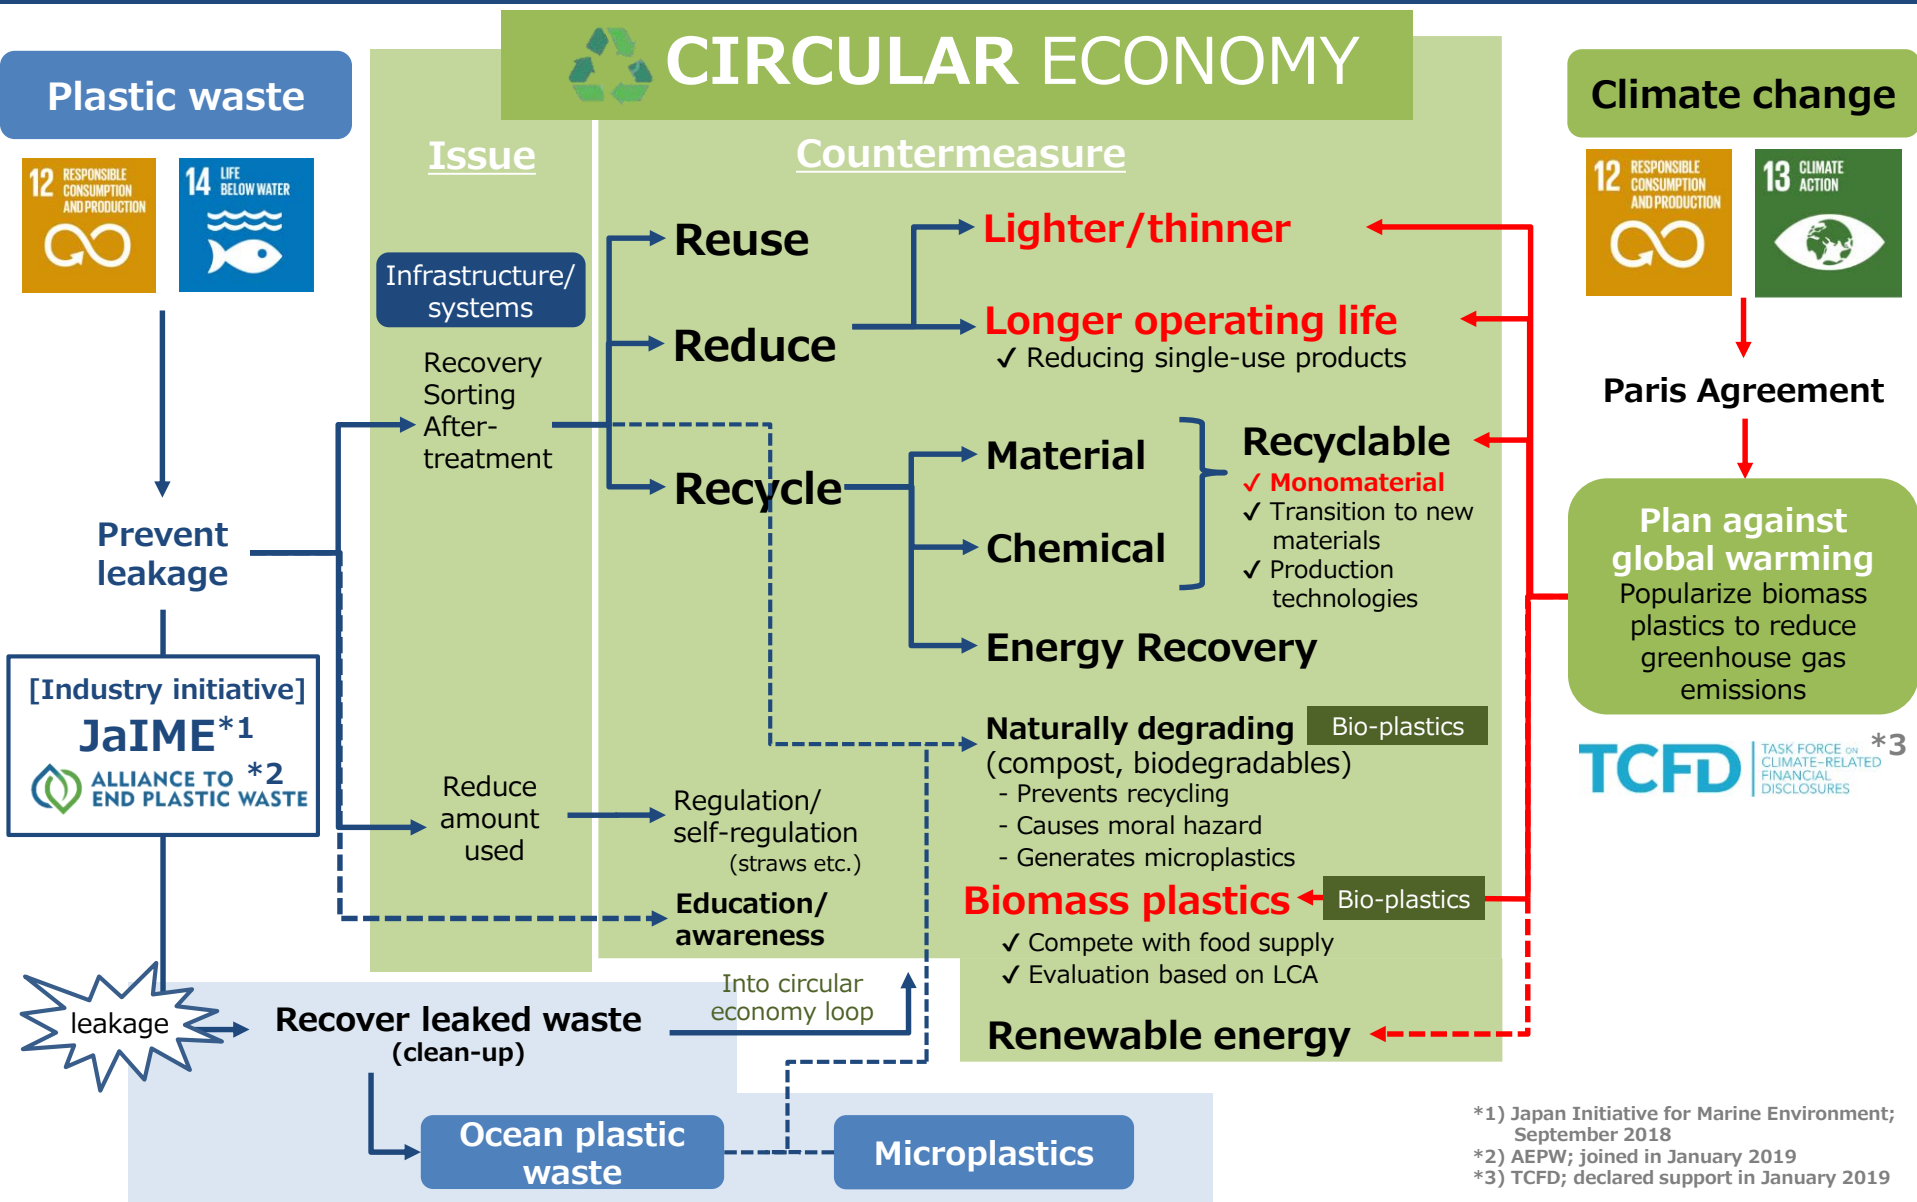 CIRCULAR ECONOMY
Plastic waste
12 RESPONSIBLE
CONSUMPTION
AND PRODUCTION
14 LIFE
BELOW WATER
Prevent
leakage
[Industry initiative]
JaIME*1
ALLIANCE TO *2
END PLASTIC WASTE
leakage
Issue
Infrastructure/
systems
Recovery
Sorting
After-
treatment
Reduce
amount
used
Countermeasure
Reuse
Reduce
Recycle
Regulation/
self-regulation
(straws etc.)
Education/
awareness
Lighter/thinner
Longer operating life
✓ Reducing single-use products
Material
Chemical
Energy Recovery
Recyclable
✓ Monomaterial
✓ Transition to new
materials
✓ Production
technologies
Naturally degrading Bio-plastics
(compost, biodegradables)
- Prevents recycling
- Causes moral hazard
- Generates microplastics
Biomass plastics Bio-plastics
✓ Compete with food supply
✓ Evaluation based on LCA
Renewable energy
Into circular
economy loop
Recover leaked waste
(clean-up)
Ocean plastic
waste
Microplastics
Climate change
12 RESPONSIBLE
CONSUMPTION
AND PRODUCTION
13 CLIMATE
ACTION
Paris Agreement
Plan against
global warming
Popularize biomass
plastics to reduce
greenhouse gas
emissions
TCFD
TASK FORCE ON *3
CLIMATE-RELATED
FINANCIAL
DISCLOSURES
*1) Japan Initiative for Marine Environment;
September 2018
*2) AEPW; joined in January 2019
*3) TCFD; declared support in January 2019